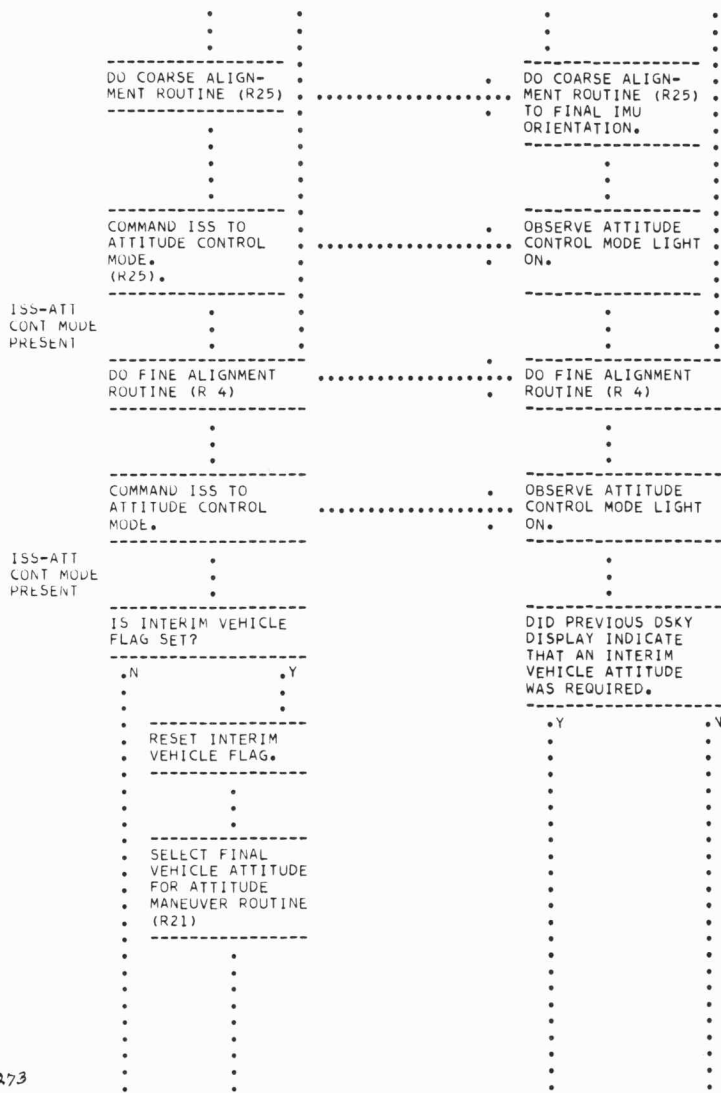 DO COARSE ALIGN-
MENT ROUTINE (R25)
DO COARSE ALIGN-
MENT ROUTINE (R25)
TO FINAL IMU
ORIENTATION.
COMMAND ISS TO
ATTITUDE CONTROL
MODE.
(R25).
OBSERVE ATTITUDE
CONTROL MODE LIGHT
ON.
ISS-ATT
CONT MODE
PRESENT
DO FINE ALIGNMENT
ROUTINE (R 4)
DO FINE ALIGNMENT
ROUTINE (R 4)
COMMAND ISS TO
ATTITUDE CONTROL
MODE.
OBSERVE ATTITUDE
CONTROL MODE LIGHT
ON.
ISS-ATT
CONT MODE
PRESENT
IS INTERIM VEHICLE
FLAG SET?
DID PREVIOUS DSKY
DISPLAY INDICATE
THAT AN INTERIM
VEHICLE ATTITUDE
WAS REQUIRED.
N
Y
Y
N
RESET INTERIM
VEHICLE FLAG.
SELECT FINAL
VEHICLE ATTITUDE
FOR ATTITUDE
MANEUVER ROUTINE
(R21)
273